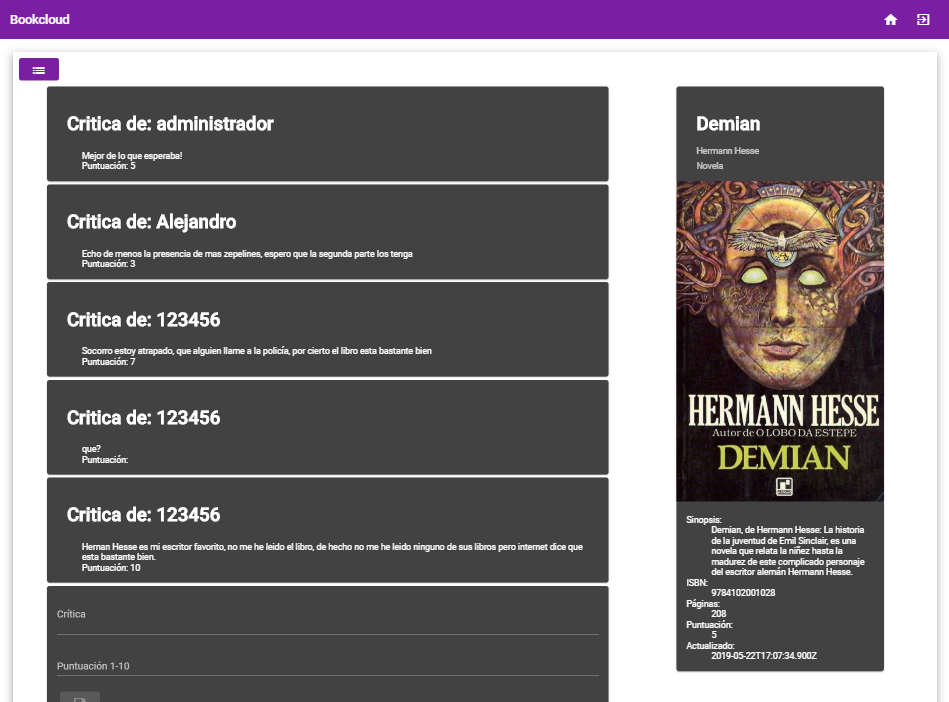 Bookcloud
Critica de: administrador
Mejor de lo que esperaba!
Puntuación: 5
Critica de: Alejandro
Echo de menos la presencia de mas zepelines, espero que la segunda parte los tenga
Puntuación: 3
Critica de: 123456
Socorro estoy atrapado, que alguien llame a la policía, por cierto el libro esta bastante bien
Puntuación: 7
Critica de: 123456
que?
Puntuación:
Critica de: 123456
Hernan Hesse es mi escritor favorito, no me he leido el libro, de hecho no me he leido ninguno de sus libros pero internet dice que
esta bastante bien.
Puntuación: 10
Crítica
Puntuación 1-10
Demian
Hermann Hesse
Novela
HERMANN HESSE
Autor de O LOBO DA ESTEPE
DEMIAN
Sinopsis:
Demian, de Hermann Hesse: La historia
de la juventud de Emil Sinclair, es una
novela que relata la niñez hasta la
madurez de este complicado personaje
del escritor alemán Hermann Hesse.
ISBN:
9784102001028
Páginas:
208
Puntuación:
5
Actualizado:
2019-05-22T17:07:34.900Z